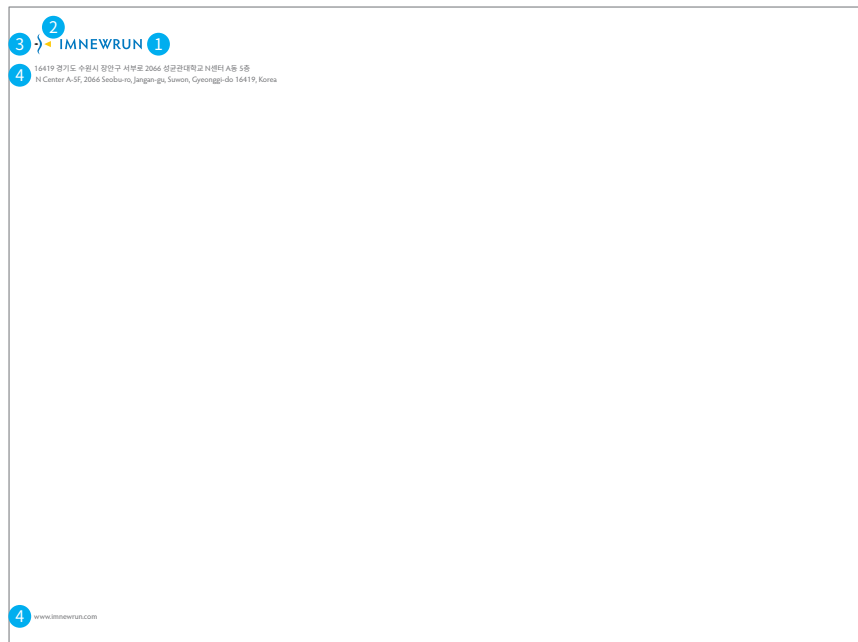 2
3 IMNEWRUN 1
4 16419 경기도 수원시 장안구 서부로 2066 성균관대학교 N센터 A동 5층
N Center A-5F, 2066 Seobu-ro, Jangan-gu, Suwon, Gyeonggi-do 16419, Korea
4 www.imnewrun.com